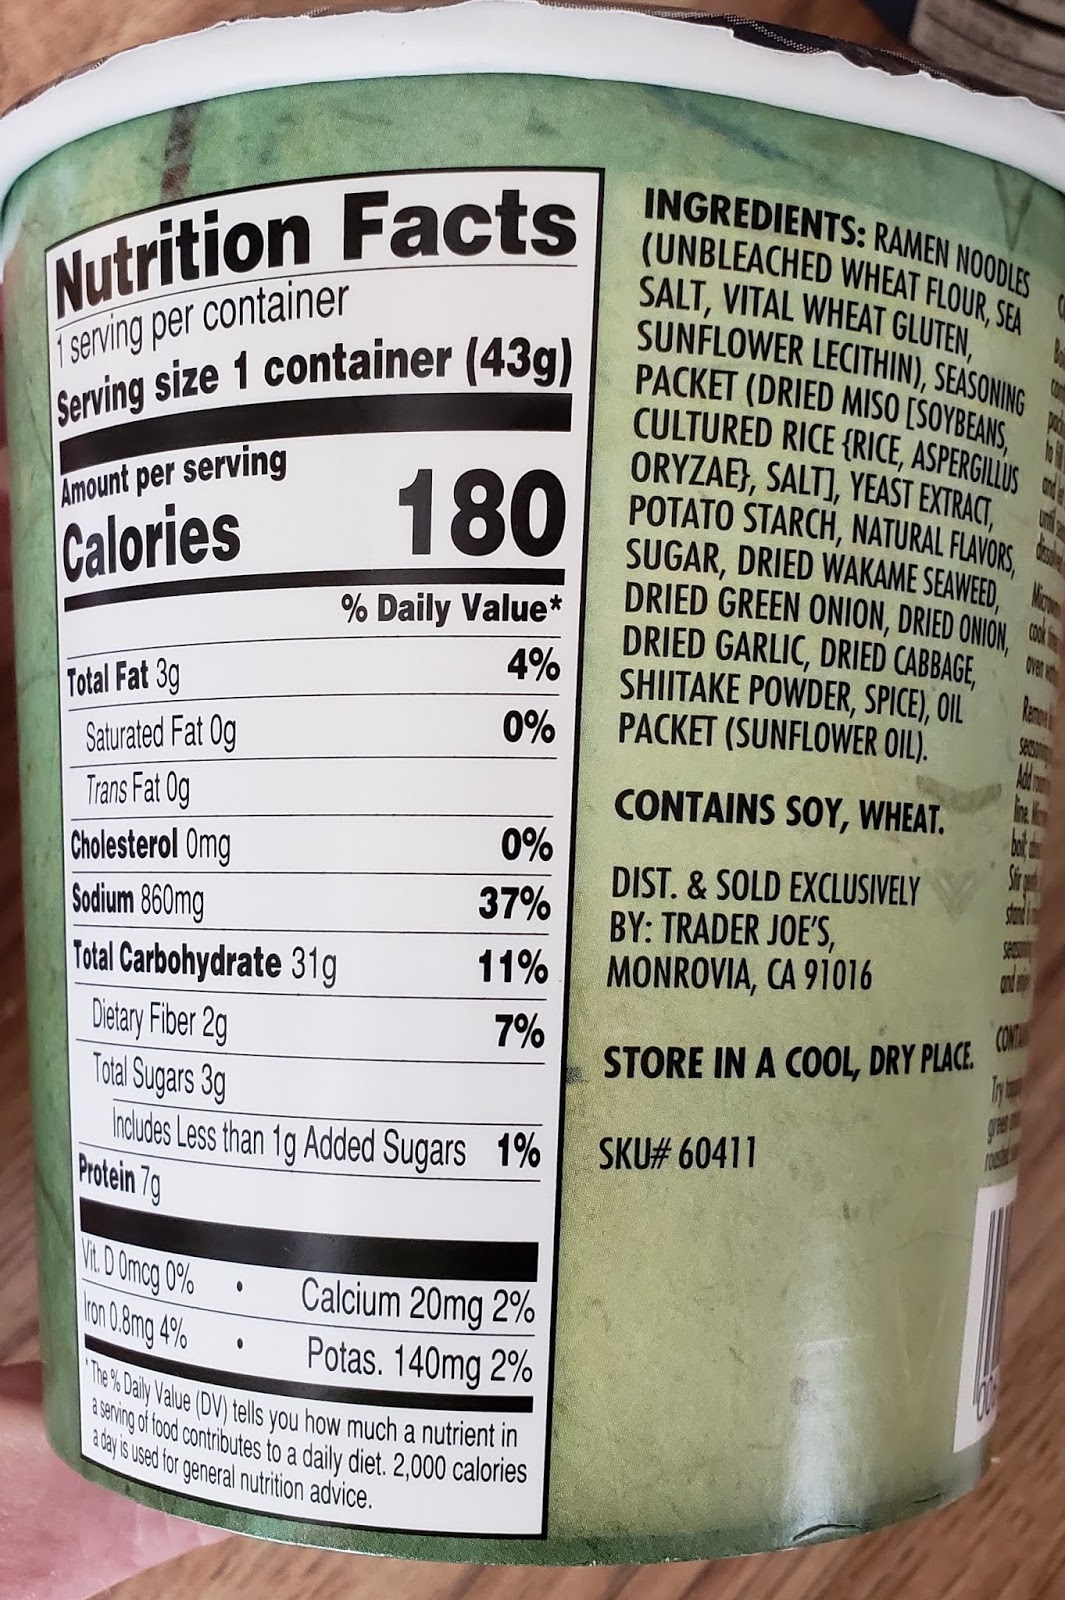 Nutrition Facts
1 serving per container
Serving size 1 container (43g)
Amount per serving
Calories 180
% Daily Value*
Total Fat 3g 4%
Saturated Fat 0g 0%
Trans Fat 0g
Cholesterol 0mg 0%
Sodium 860mg 37%
Total Carbohydrate 31g 11%
Dietary Fiber 2g 7%
Total Sugars 3g
Includes Less than 1g Added Sugars 1%
Protein 7g
Vit. D 0mcg 0% • Calcium 20mg 2%
Iron 0.8mg 4% • Potas. 140mg 2%
*The % Daily Value (DV) tells you how much a nutrient in
a serving of food contributes to a daily diet. 2,000 calories
a day is used for general nutrition advice.
INGREDIENTS: RAMEN NOODLES
(UNBLEACHED WHEAT FLOUR, SEA
SALT, VITAL WHEAT GLUTEN,
SUNFLOWER LECITHIN), SEASONING
PACKET (DRIED MISO [SOYBEANS,
CULTURED RICE {RICE, ASPERGILLUS
ORYZAE}, SALT], YEAST EXTRACT,
POTATO STARCH, NATURAL FLAVORS,
SUGAR, DRIED WAKAME SEAWEED,
DRIED GREEN ONION, DRIED ONION,
DRIED GARLIC, DRIED CABBAGE,
SHIITAKE POWDER, SPICE), OIL
PACKET (SUNFLOWER OIL).
CONTAINS SOY, WHEAT.
DIST. & SOLD EXCLUSIVELY
BY: TRADER JOE'S,
MONROVIA, CA 91016
STORE IN A COOL, DRY PLACE.
SKU# 60411